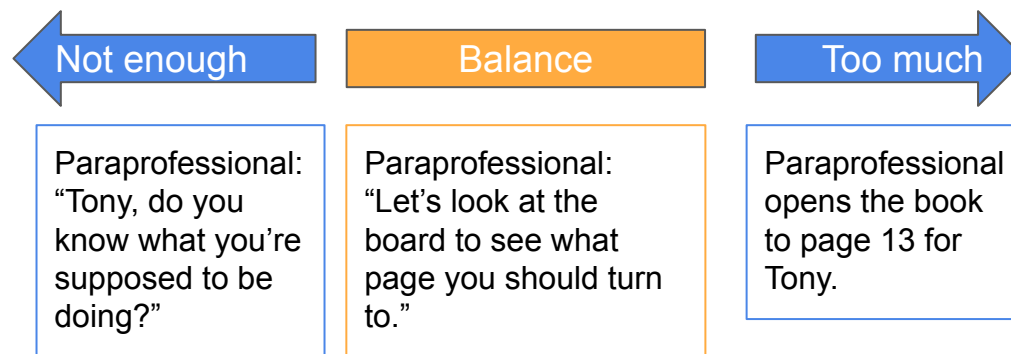 Not enough
Balance
Too much
Paraprofessional:
“Tony, do you
know what you’re
supposed to be
doing?”
Paraprofessional:
“Let’s look at the
board to see what
page you should turn
to.”
Paraprofessional
opens the book
to page 13 for
Tony.